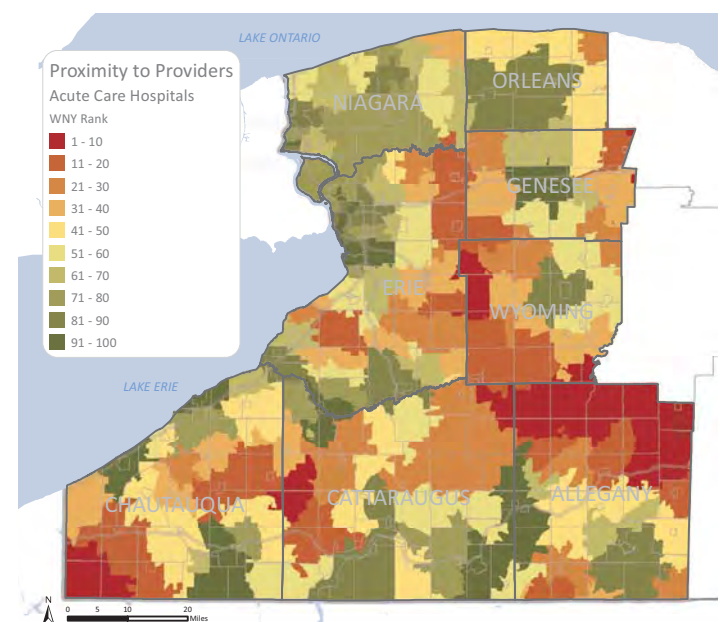 LAKE ONTARIO
Proximity to Providers
Acute Care Hospitals
WNY Rank
1 - 10
11 - 20
21 - 30
31 - 40
41 - 50
51 - 60
61 - 70
71 - 80
81 - 90
91 - 100
NIAGARA
ORLEANS
GENESEE
ERIE
WYOMING
LAKE ERIE
CHAUTAUQUA
CATTARAUGUS
ALLEGANY
N
0 5 10 20
Miles